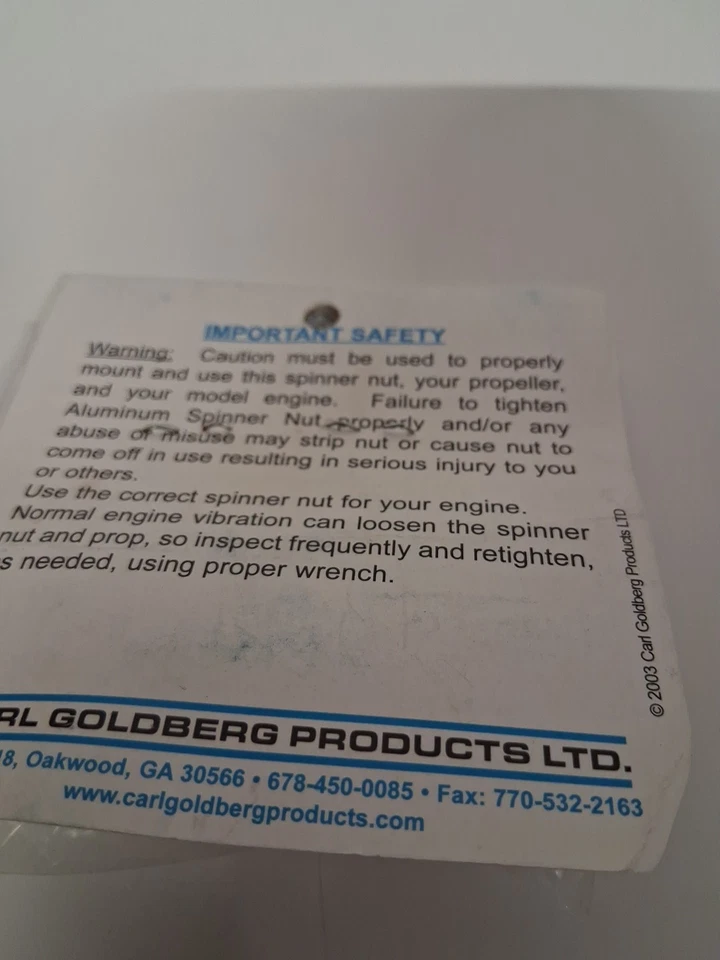 IMPORTANT SAFETY
Warning: Caution must be used to properly
mount and use this spinner nut, your propeller,
and your model engine. Failure to tighten
Aluminum Spinner Nut properly and/or any
abuse of misuse may strip nut or cause nut to
come off in use resulting in serious injury to you
or others.
Use the correct spinner nut for your engine.
Normal engine vibration can loosen the spinner
nut and prop, so inspect frequently and retighten,
s needed, using proper wrench.
© 2003 Carl Goldberg Products LTD
RL GOLDBERG PRODUCTS LTD.
8, Oakwood, GA 30566 • 678-450-0085 • Fax: 770-532-2163
www.carlgoldbergproducts.com